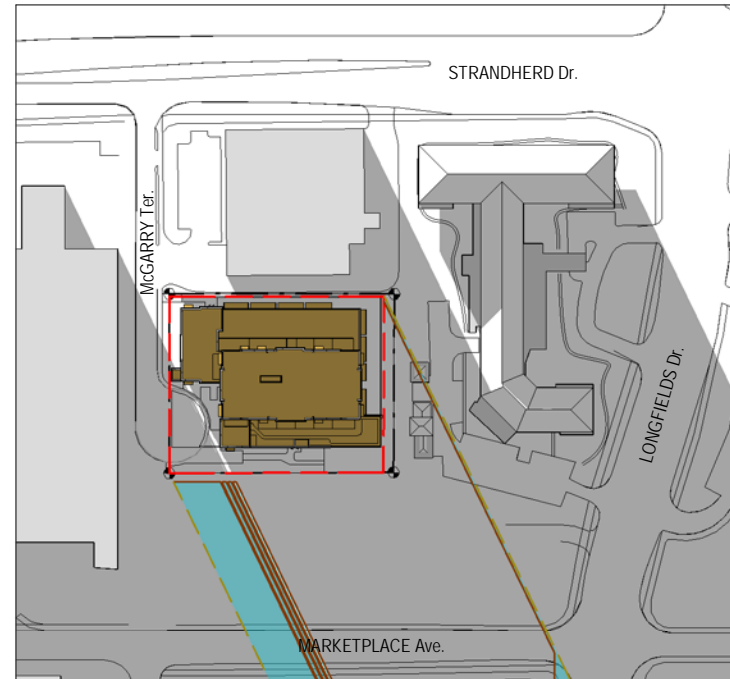 STRANDHERD Dr.
McGARRY Ter.
LONGFIELDS Dr.
MARKETPLACE Ave.